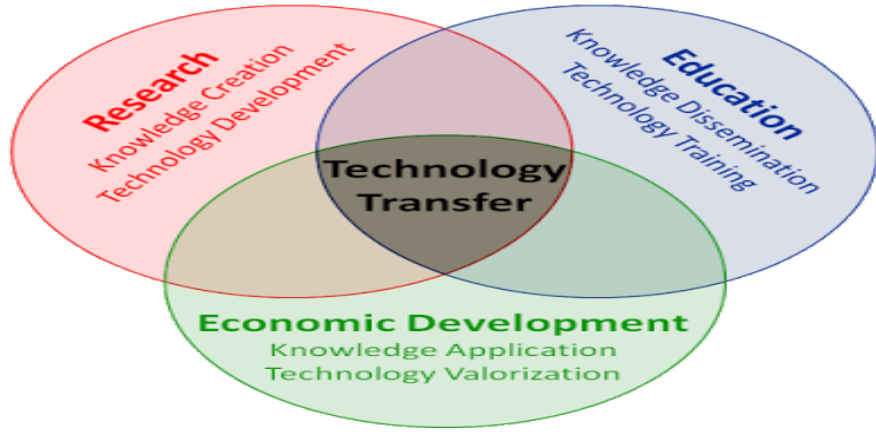 Research
Knowledge Creation
Technology Development
Education
Knowledge Dissemination
Technology Training
Technology
Transfer
Economic Development
Knowledge Application
Technology Valorization